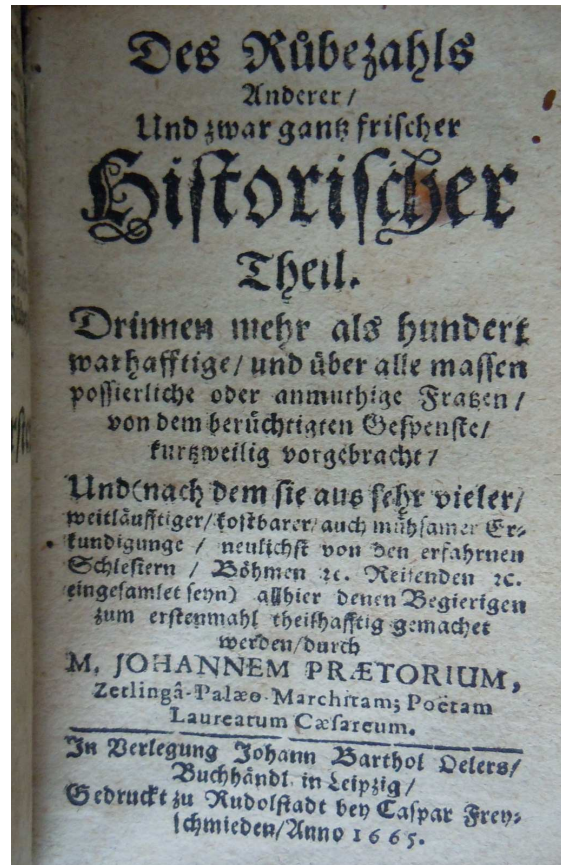 Des Růbezahls
Anderer /
Und zwar gantz frischer
Historischer
Theil.
Drinnen mehr als hundert
warhafftige / und über alle massen
possierliche oder anmuthige Fratzen /
von dem berüchtigten Gespenste /
kurtzweilig vorgebracht /
Und (nach dem sie aus sehr vieler /
weitläufftiger / kostbarer / auch mühsamer Er-
kundigunge / neulichst von den erfahrnen
Schlesiern / Böhmen ꝛc. Reisenden ꝛc.
eingesamlet seyn) allhier denen Begierigen
zum erstenmahl theilhafftig gemachet
werden / durch
M. JOHANNEM PRÆTORIUM,
Zetlingâ-Palæo-Marchitam; Poëtam
Laureatum Cæsareum.
In Verlegung Johann Barthol Oelers /
Buchhändl. in Leipzig /
Gedruckt zu Rudolstadt bey Caspar Frey-
schmieden / Anno 1665.